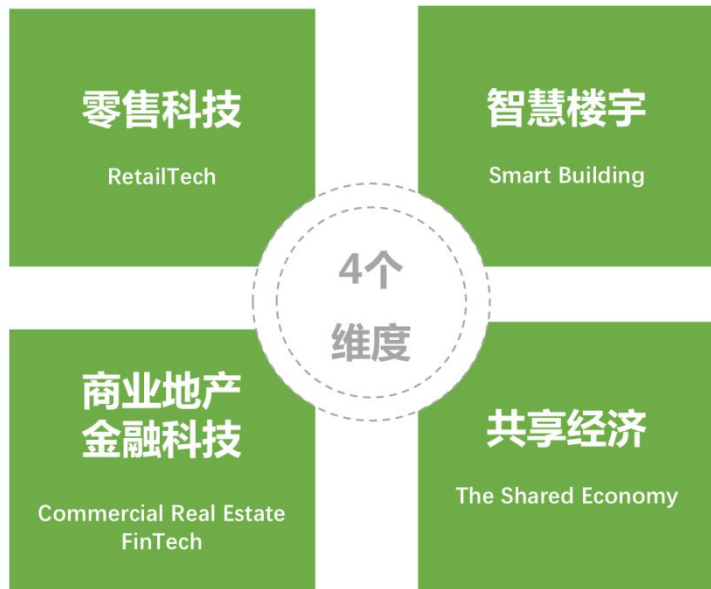 零售科技
RetailTech
智慧楼宇
Smart Building
4个
维度
商业地产
金融科技
Commercial Real Estate
FinTech
共享经济
The Shared Economy